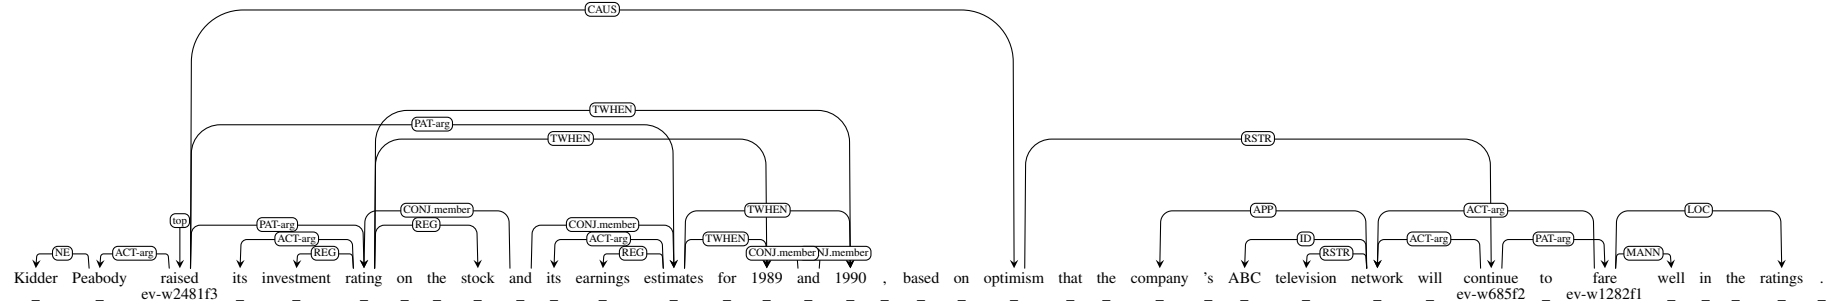 CAUS
TWHEN
PAT-arg
TWHEN RSTR
CONJ.member TWHEN APP ACT-arg LOC
top PAT-arg REG CONJ.member
ACT-arg ACT-arg TWHEN ID ACT-arg PAT-arg
NE ACT-arg REG REG CONJ.member NJ.member RSTR MANN
Kidder Peabody raised its investment rating on the stock and its earnings estimates for 1989 and 1990 , based on optimism that the company 's ABC television network will continue to fare well in the ratings .
ev-w2481f3 ev-w685f2 ev-w1282f1
_ _ _ _ _ _ _ _ _ _ _ _ _ _ _ _ _ _ _ _ _ _ _ _ _ _ _ _ _ _ _ _ _